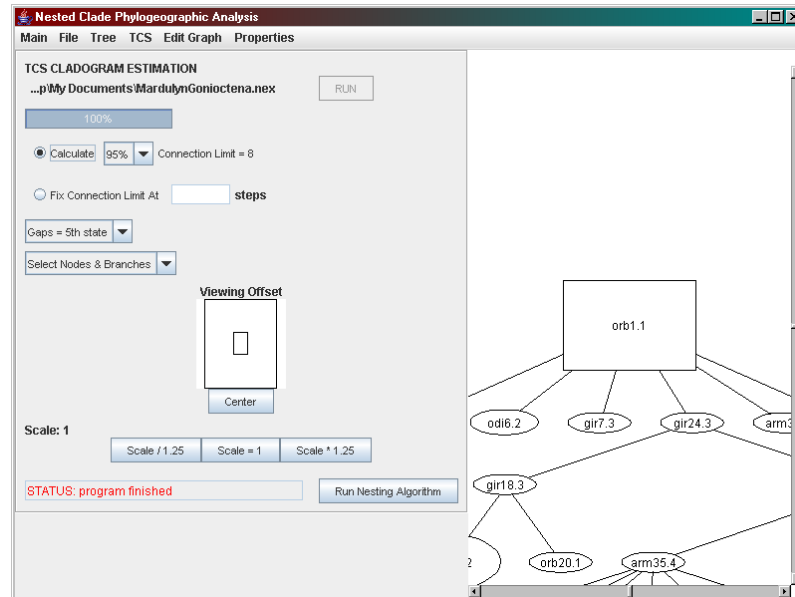 Nested Clade Phylogeographic Analysis
Main File Tree TCS Edit Graph Properties
TCS CLADOGRAM ESTIMATION
...p\My Documents\MardulynGonioctena.nex RUN
100%
Calculate 95% Connection Limit = 8
Fix Connection Limit At steps
Gaps = 5th state
Select Nodes & Branches
Viewing Offset
Center
Scale: 1
Scale / 1.25 Scale = 1 Scale * 1.25
STATUS: program finished Run Nesting Algorithm
orb1.1
odi6.2 gir7.3 gir24.3
gir18.3
2 orb20.1 arm35.4